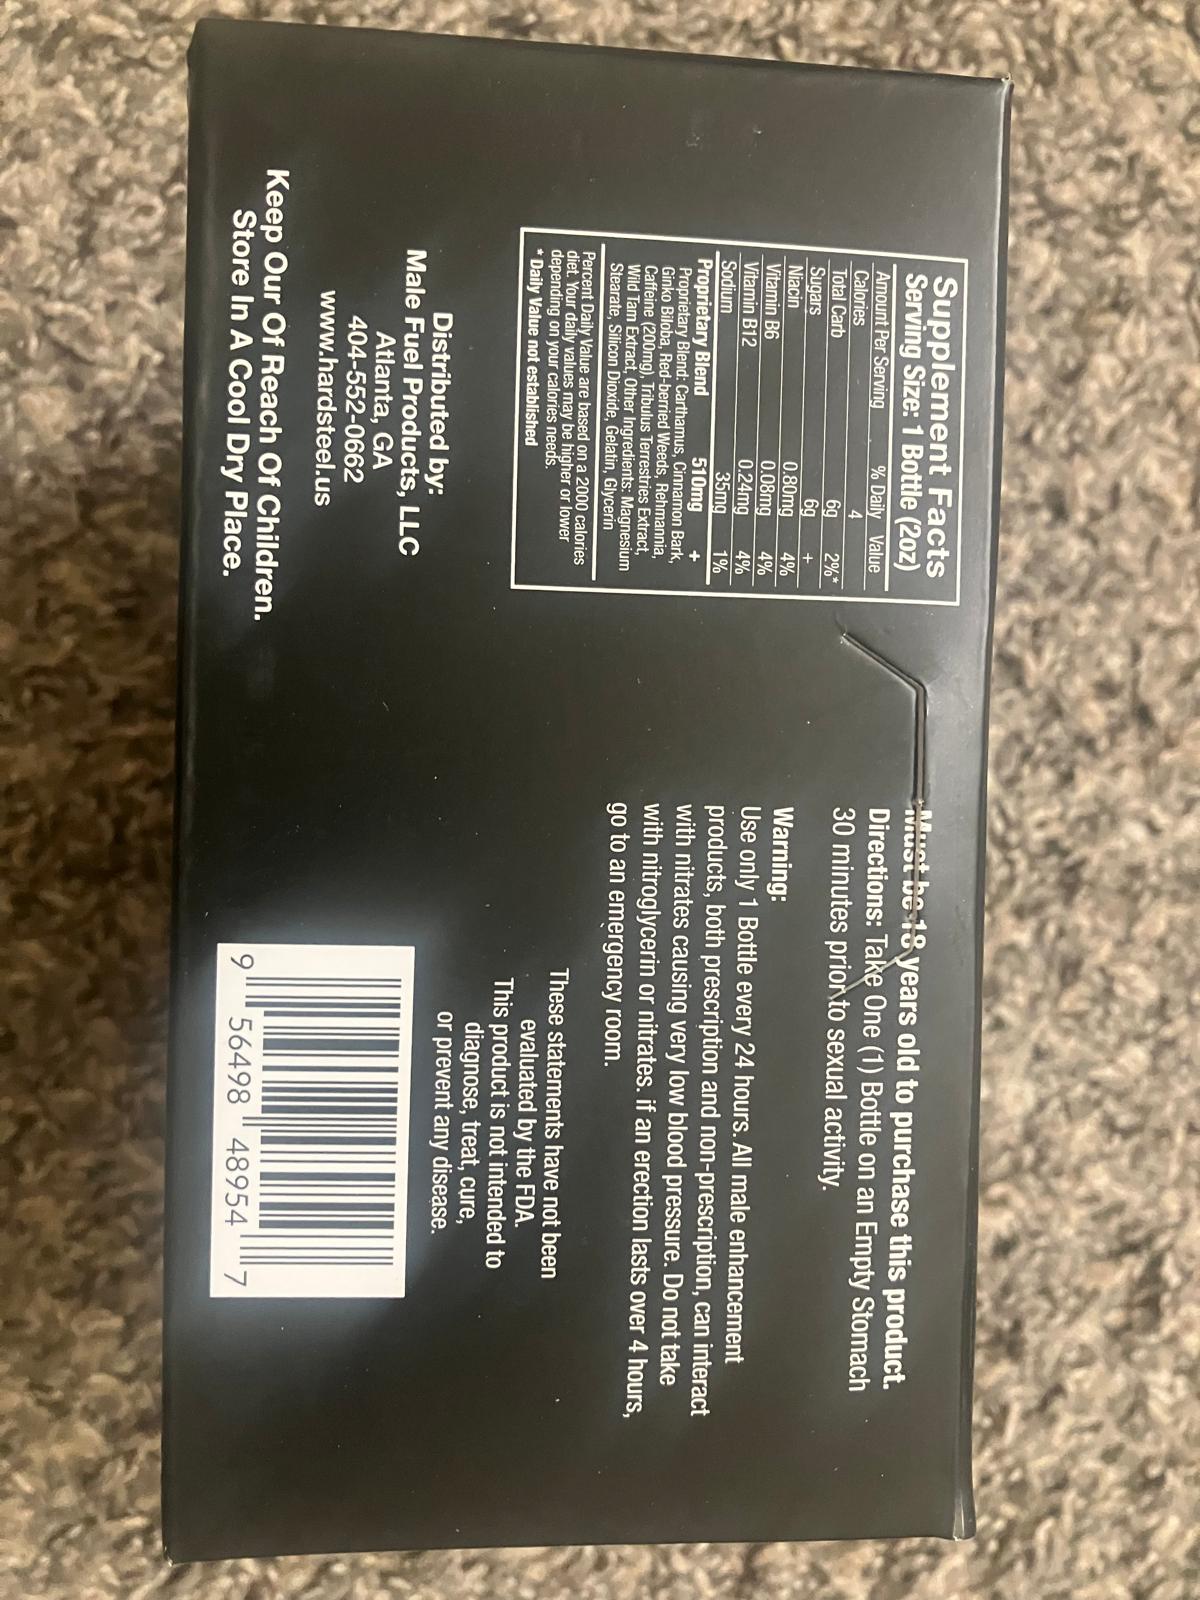 Supplement Facts
Serving Size: 1 Bottle (2oz)
Amount Per Serving % Daily Value
Calories 4
Total Carb 6g 2%*
Sugars 6g +
Niacin 0.80mg 4%
Vitamin B6 0.08mg 4%
Vitamin B12 0.24mg 4%
Sodium 35mg 1%
Proprietary Blend 510mg +
Proprietary Blend: Carthamus, Cinnamon Bark,
Ginko Biloba, Red-berried Weeds, Rehmannia,
Caffeine (200mg), Tribulus Terrestries Extract,
Wild Tam Extract, Other Ingredients: Magnesium
Stearate, Silicon Dioxide, Gelatin, Glycerin
Percent Daily Value are based on a 2000 calories
diet. Your daily values may be higher or lower
depending on your calories needs.
* Daily Value not established
Distributed by:
Male Fuel Products, LLC
Atlanta, GA
404-552-0662
www.hardsteel.us
Keep Our Of Reach Of Children.
Store In A Cool Dry Place.
Must be 18 years old to purchase this product.
Directions: Take One (1) Bottle on an Empty Stomach
30 minutes prior to sexual activity.
Warning:
Use only 1 Bottle every 24 hours. All male enhancement
products, both prescription and non-prescription, can interact
with nitrates causing very low blood pressure. Do not take
with nitroglycerin or nitrates. if an erection lasts over 4 hours,
go to an emergency room.
These statements have not been
evaluated by the FDA.
This product is not intended to
diagnose, treat, cure,
or prevent any disease.
9 56498 48954 7